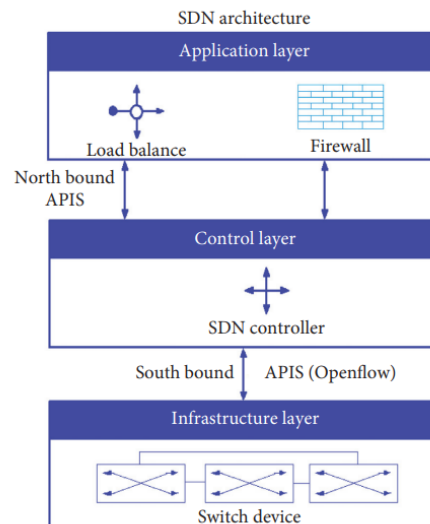 SDN architecture
Application layer
Load balance
Firewall
North bound
APIS
Control layer
SDN controller
South bound
APIS (Openflow)
Infrastructure layer
Switch device